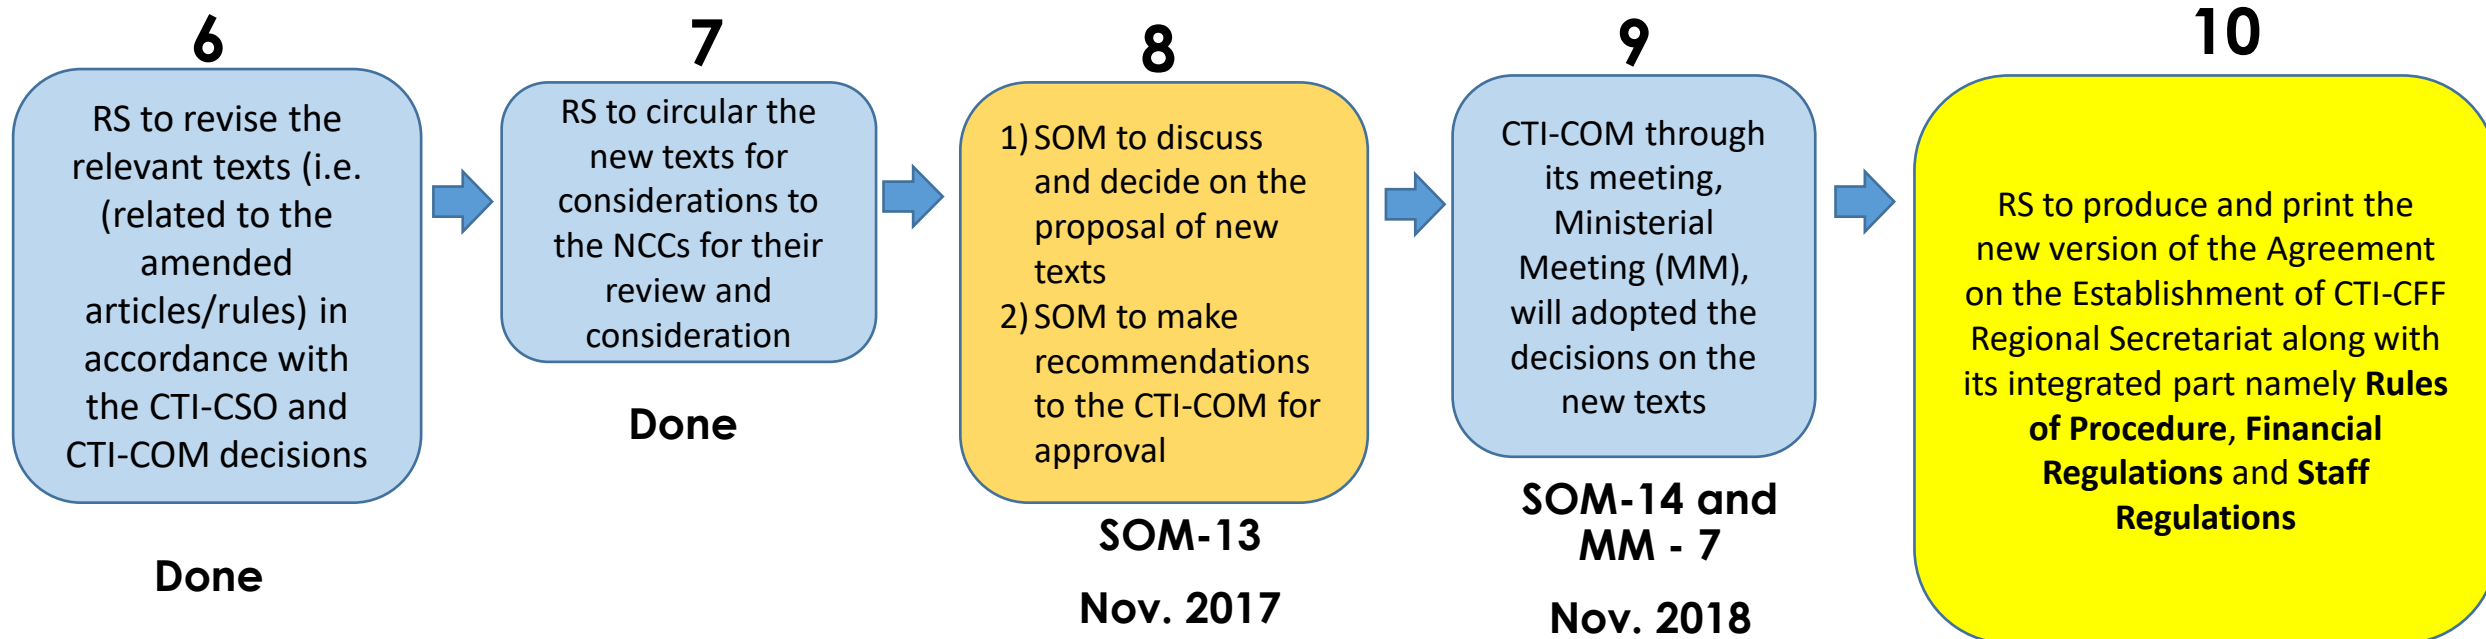 6
RS to revise the
relevant texts (i.e.
(related to the
amended
articles/rules) in
accordance with
the CTI-CSO and
CTI-COM decisions
Done
7
RS to circular the
new texts for
considerations to
the NCCs for their
review and
consideration
Done
8
1) SOM to discuss
and decide on the
proposal of new
texts
2) SOM to make
recommendations
to the CTI-COM for
approval
SOM-13
Nov. 2017
9
CTI-COM through
its meeting,
Ministerial
Meeting (MM),
will adopted the
decisions on the
new texts
SOM-14 and
MM - 7
Nov. 2018
10
RS to produce and print the
new version of the Agreement
on the Establishment of CTI-CFF
Regional Secretariat along with
its integrated part namely Rules
of Procedure, Financial
Regulations and Staff
Regulations